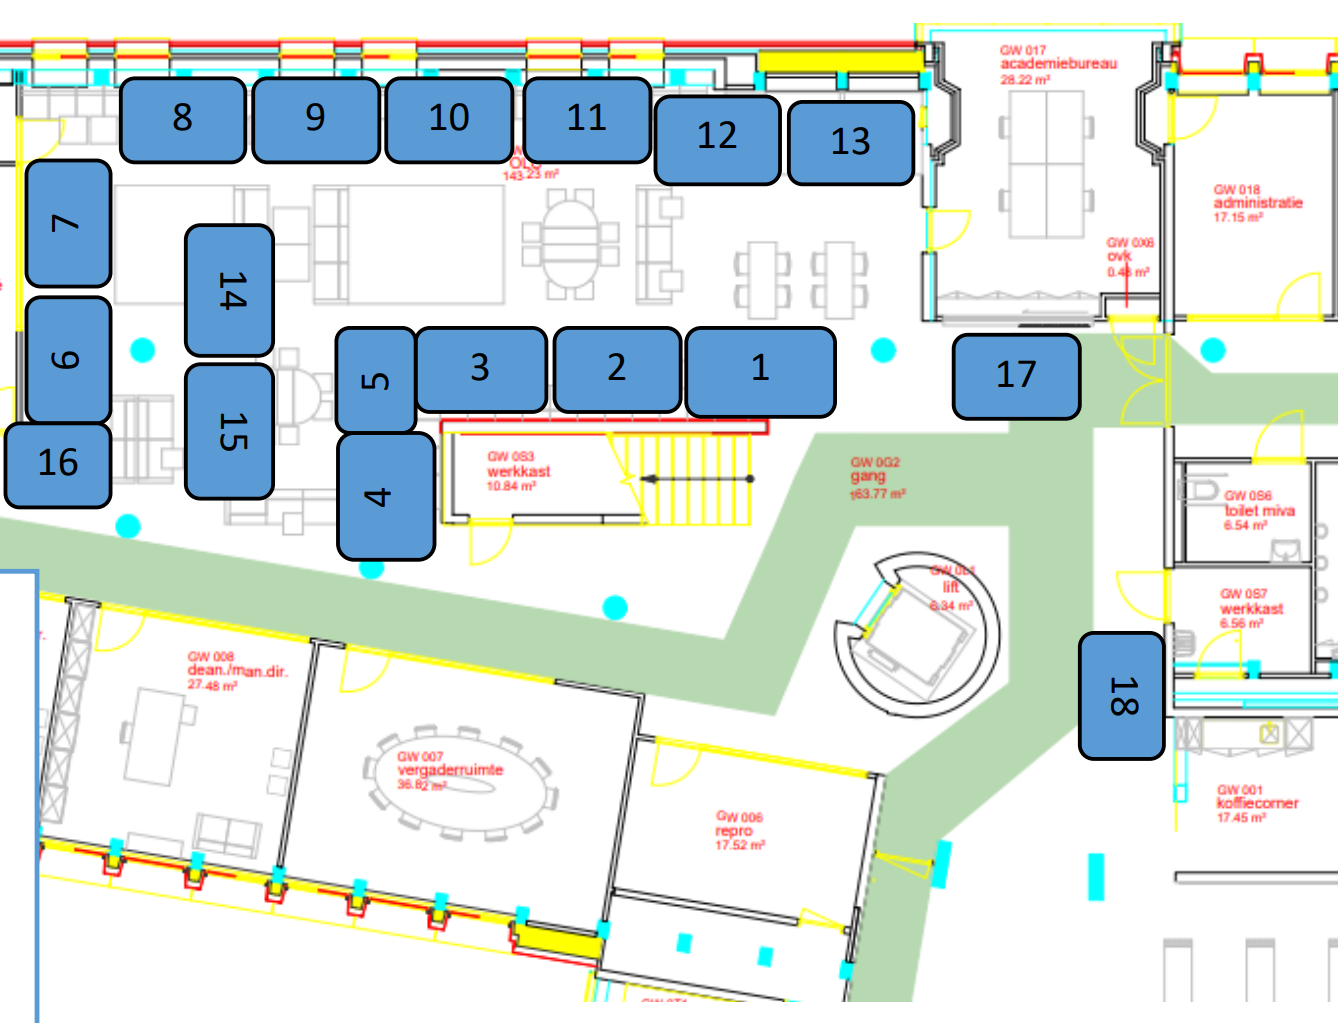 GW 017
academiebureau
28.22 m²
8
9
10
11
12
13
OLC
143.23 m²
GW 018
administratie
17.15 m²
7
14
GW 0X6
ovk
6
5
3
2
1
17
15
16
4
GW 0S3
werkkast
10.84 m²
GW 0G2
gang
163.77 m²
GW 0S6
toilet miva
6.54 m²
GW 0L1
lift
6.34 m²
GW 0S7
werkkast
6.56 m²
r.
GW 008
dean./man.dir.
27.48 m²
18
GW 007
vergaderruimte
36.82 m²
GW 001
koffiecorner
17.45 m²
GW 006
repro
17.52 m²